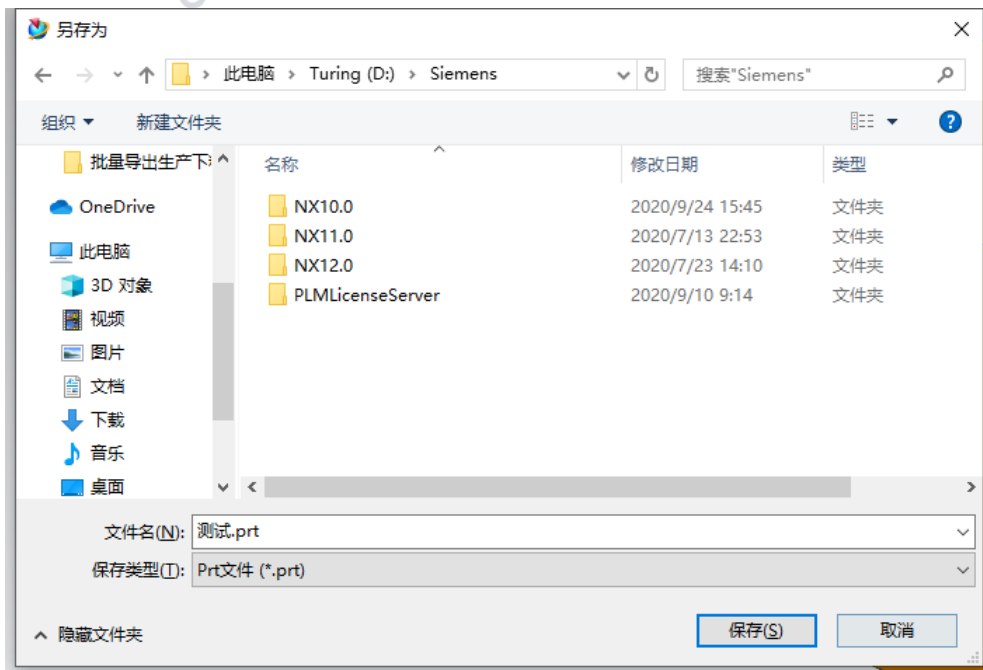 另存为
此电脑 › Turing (D:) › Siemens
搜索"Siemens"
组织
新建文件夹
批量导出生产下
OneDrive
此电脑
3D 对象
视频
图片
文档
下载
音乐
桌面
名称 修改日期 类型
NX10.0 2020/9/24 15:45 文件夹
NX11.0 2020/7/13 22:53 文件夹
NX12.0 2020/7/23 14:10 文件夹
PLMLicenseServer 2020/9/10 9:14 文件夹
文件名(N): 测试.prt
保存类型(T): Prt文件 (*.prt)
隐藏文件夹
保存(S) 取消